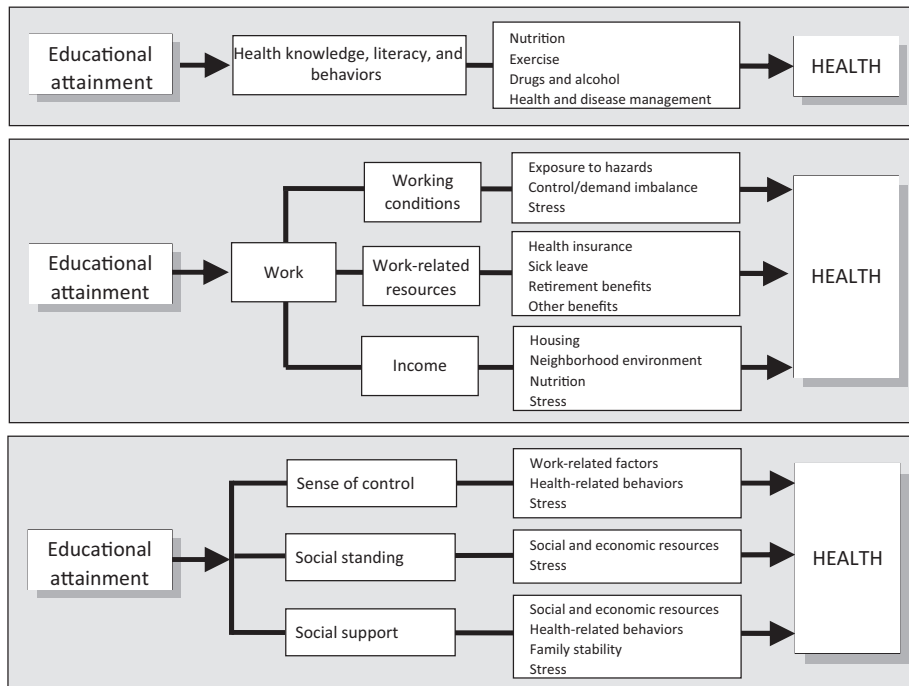 Educational
attainment
Health knowledge, literacy, and
behaviors
Nutrition
Exercise
Drugs and alcohol
Health and disease management
HEALTH
Educational
attainment
Work
Working
conditions
Exposure to hazards
Control/demand imbalance
Stress
Work-related
resources
Health insurance
Sick leave
Retirement benefits
Other benefits
Income
Housing
Neighborhood environment
Nutrition
Stress
HEALTH
Educational
attainment
Sense of control
Work-related factors
Health-related behaviors
Stress
Social standing
Social and economic resources
Stress
Social support
Social and economic resources
Health-related behaviors
Family stability
Stress
HEALTH